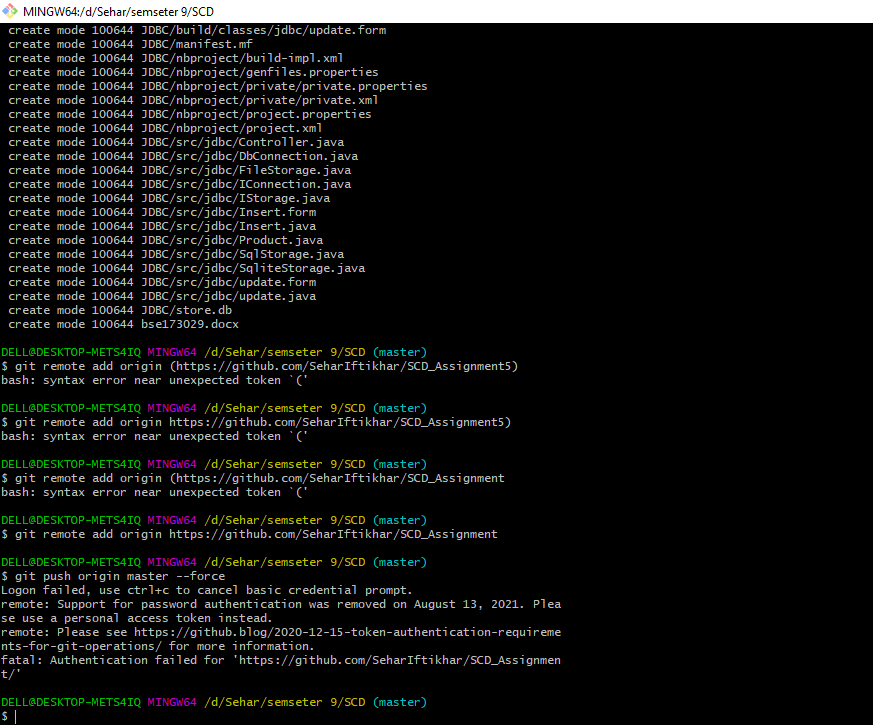 MINGW64:/d/Sehar/semseter 9/SCD
create mode 100644 JDBC/build/classes/jdbc/update.form
create mode 100644 JDBC/manifest.mf
create mode 100644 JDBC/nbproject/build-impl.xml
create mode 100644 JDBC/nbproject/genfiles.properties
create mode 100644 JDBC/nbproject/private/private.properties
create mode 100644 JDBC/nbproject/private/private.xml
create mode 100644 JDBC/nbproject/project.properties
create mode 100644 JDBC/nbproject/project.xml
create mode 100644 JDBC/src/jdbc/Controller.java
create mode 100644 JDBC/src/jdbc/DbConnection.java
create mode 100644 JDBC/src/jdbc/FileStorage.java
create mode 100644 JDBC/src/jdbc/IConnection.java
create mode 100644 JDBC/src/jdbc/IStorage.java
create mode 100644 JDBC/src/jdbc/Insert.form
create mode 100644 JDBC/src/jdbc/Insert.java
create mode 100644 JDBC/src/jdbc/Product.java
create mode 100644 JDBC/src/jdbc/SqlStorage.java
create mode 100644 JDBC/src/jdbc/SqliteStorage.java
create mode 100644 JDBC/src/jdbc/update.form
create mode 100644 JDBC/src/jdbc/update.java
create mode 100644 JDBC/store.db
create mode 100644 bse173029.docx
DELL@DESKTOP-METS4IQ MINGW64 /d/Sehar/semseter 9/SCD (master)
$ git remote add origin (https://github.com/SeharIftikhar/SCD_Assignment5)
bash: syntax error near unexpected token `('
DELL@DESKTOP-METS4IQ MINGW64 /d/Sehar/semseter 9/SCD (master)
$ git remote add origin https://github.com/SeharIftikhar/SCD_Assignment5)
bash: syntax error near unexpected token `('
DELL@DESKTOP-METS4IQ MINGW64 /d/Sehar/semseter 9/SCD (master)
$ git remote add origin (https://github.com/SeharIftikhar/SCD_Assignment
bash: syntax error near unexpected token `('
DELL@DESKTOP-METS4IQ MINGW64 /d/Sehar/semseter 9/SCD (master)
$ git remote add origin https://github.com/SeharIftikhar/SCD_Assignment
DELL@DESKTOP-METS4IQ MINGW64 /d/Sehar/semseter 9/SCD (master)
$ git push origin master --force
Logon failed, use ctrl+c to cancel basic credential prompt.
remote: Support for password authentication was removed on August 13, 2021. Plea
se use a personal access token instead.
remote: Please see https://github.blog/2020-12-15-token-authentication-requireme
nts-for-git-operations/ for more information.
fatal: Authentication failed for 'https://github.com/SeharIftikhar/SCD_Assignmen
t/'
DELL@DESKTOP-METS4IQ MINGW64 /d/Sehar/semseter 9/SCD (master)
$